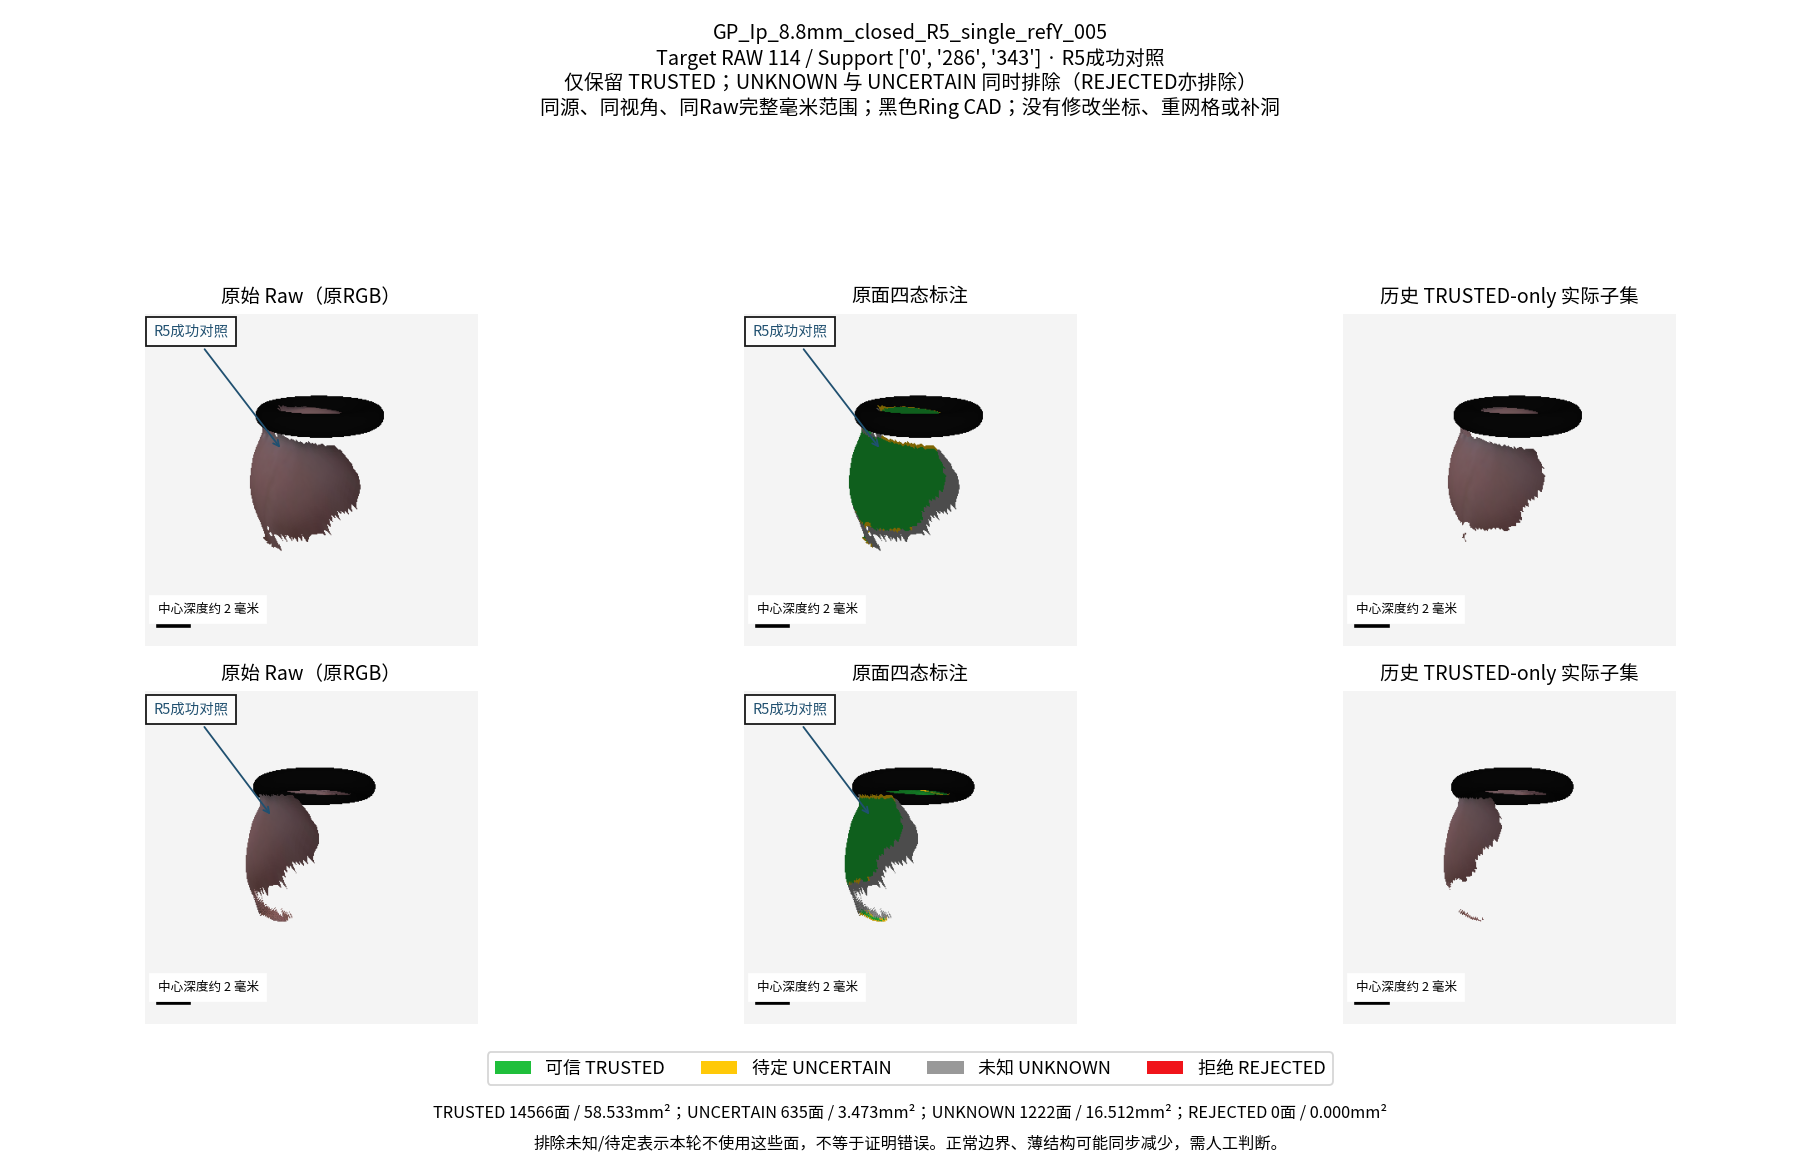 GP_Ip_8.8mm_closed_R5_single_refY_005
Target RAW 114 / Support ['0', '286', '343'] · R5成功对照
仅保留 TRUSTED；UNKNOWN 与 UNCERTAIN 同时排除（REJECTED亦排除）
同源、同视角、同Raw完整毫米范围；黑色Ring CAD；没有修改坐标、重网格或补洞
原始 Raw（原RGB）
原面四态标注
历史 TRUSTED-only 实际子集
R5成功对照
R5成功对照
中心深度约 2 毫米
中心深度约 2 毫米
中心深度约 2 毫米
原始 Raw（原RGB）
原面四态标注
历史 TRUSTED-only 实际子集
R5成功对照
R5成功对照
中心深度约 2 毫米
中心深度约 2 毫米
中心深度约 2 毫米
可信 TRUSTED
待定 UNCERTAIN
未知 UNKNOWN
拒绝 REJECTED
TRUSTED 14566面 / 58.533mm²；UNCERTAIN 635面 / 3.473mm²；UNKNOWN 1222面 / 16.512mm²；REJECTED 0面 / 0.000mm²
排除未知/待定表示本轮不使用这些面，不等于证明错误。正常边界、薄结构可能同步减少，需人工判断。